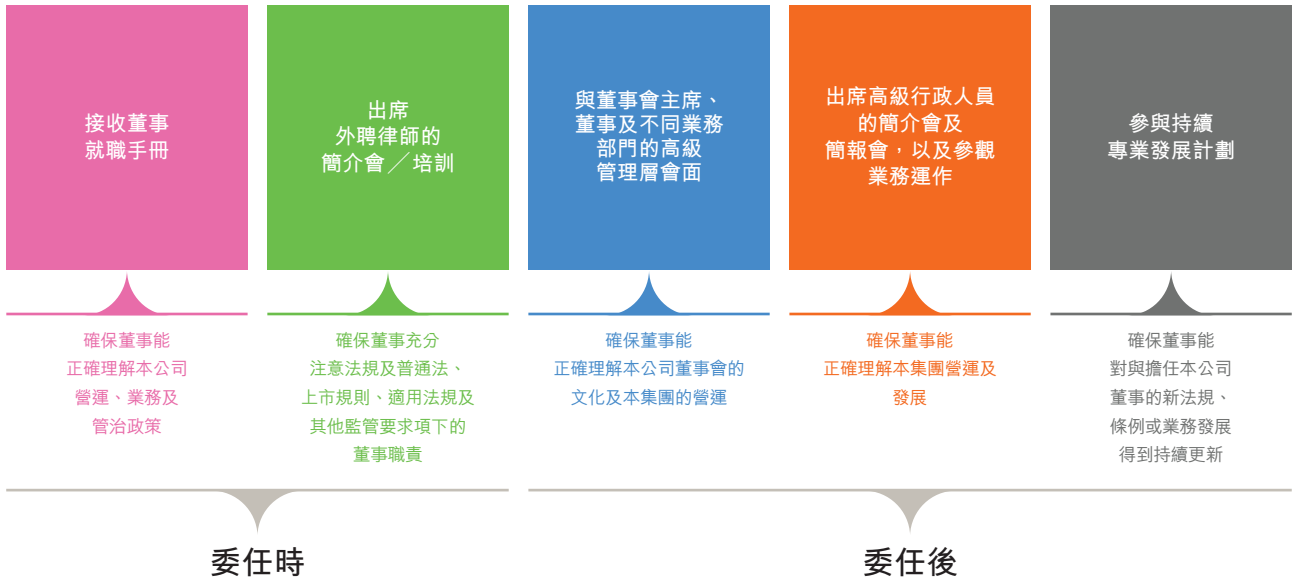 接收董事
就職手冊
出席
外聘律師的
簡介會／培訓
與董事會主席、
董事及不同業務
部門的高級
管理層會面
出席高級行政人員
的簡介會及
簡報會，以及參觀
業務運作
參與持續
專業發展計劃
確保董事能
正確理解本公司
營運、業務及
管治政策
確保董事充分
注意法規及普通法、
上市規則、適用法規及
其他監管要求項下的
董事職責
確保董事能
正確理解本公司董事會的
文化及本集團的營運
確保董事能
正確理解本集團營運及
發展
確保董事能
對與擔任本公司
董事的新法規、
條例或業務發展
得到持續更新
委任時
委任後